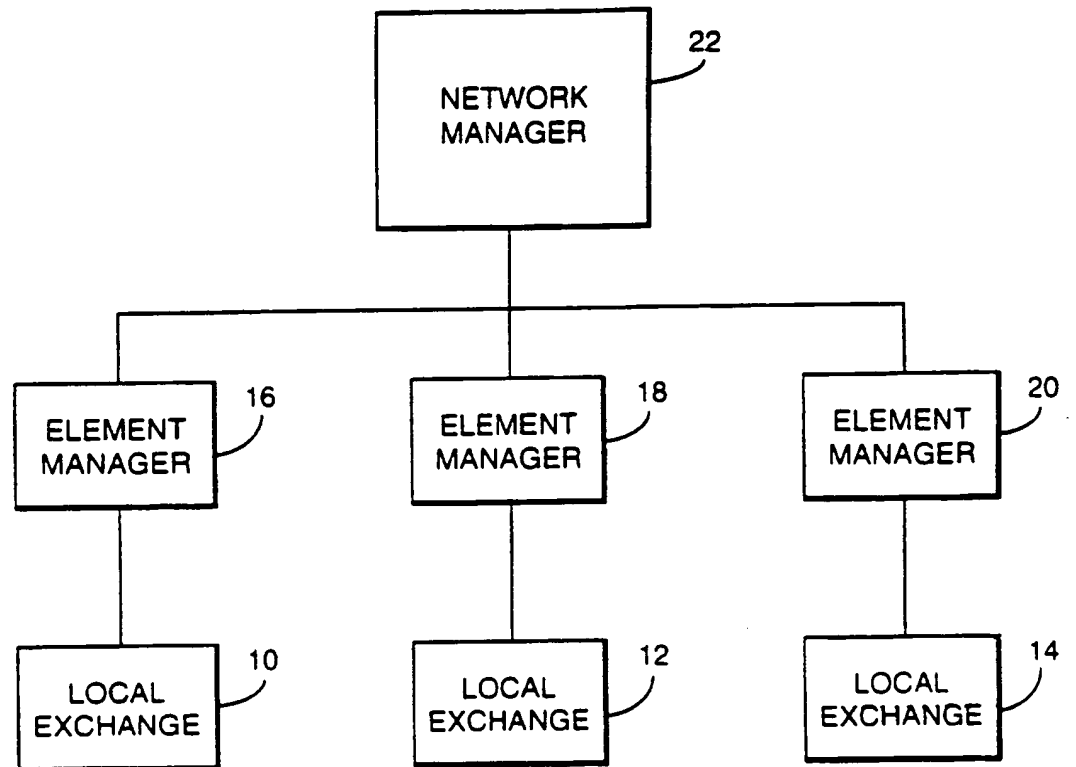 22
NETWORK
MANAGER
16
ELEMENT
MANAGER
18
ELEMENT
MANAGER
20
ELEMENT
MANAGER
10
LOCAL
EXCHANGE
12
LOCAL
EXCHANGE
14
LOCAL
EXCHANGE